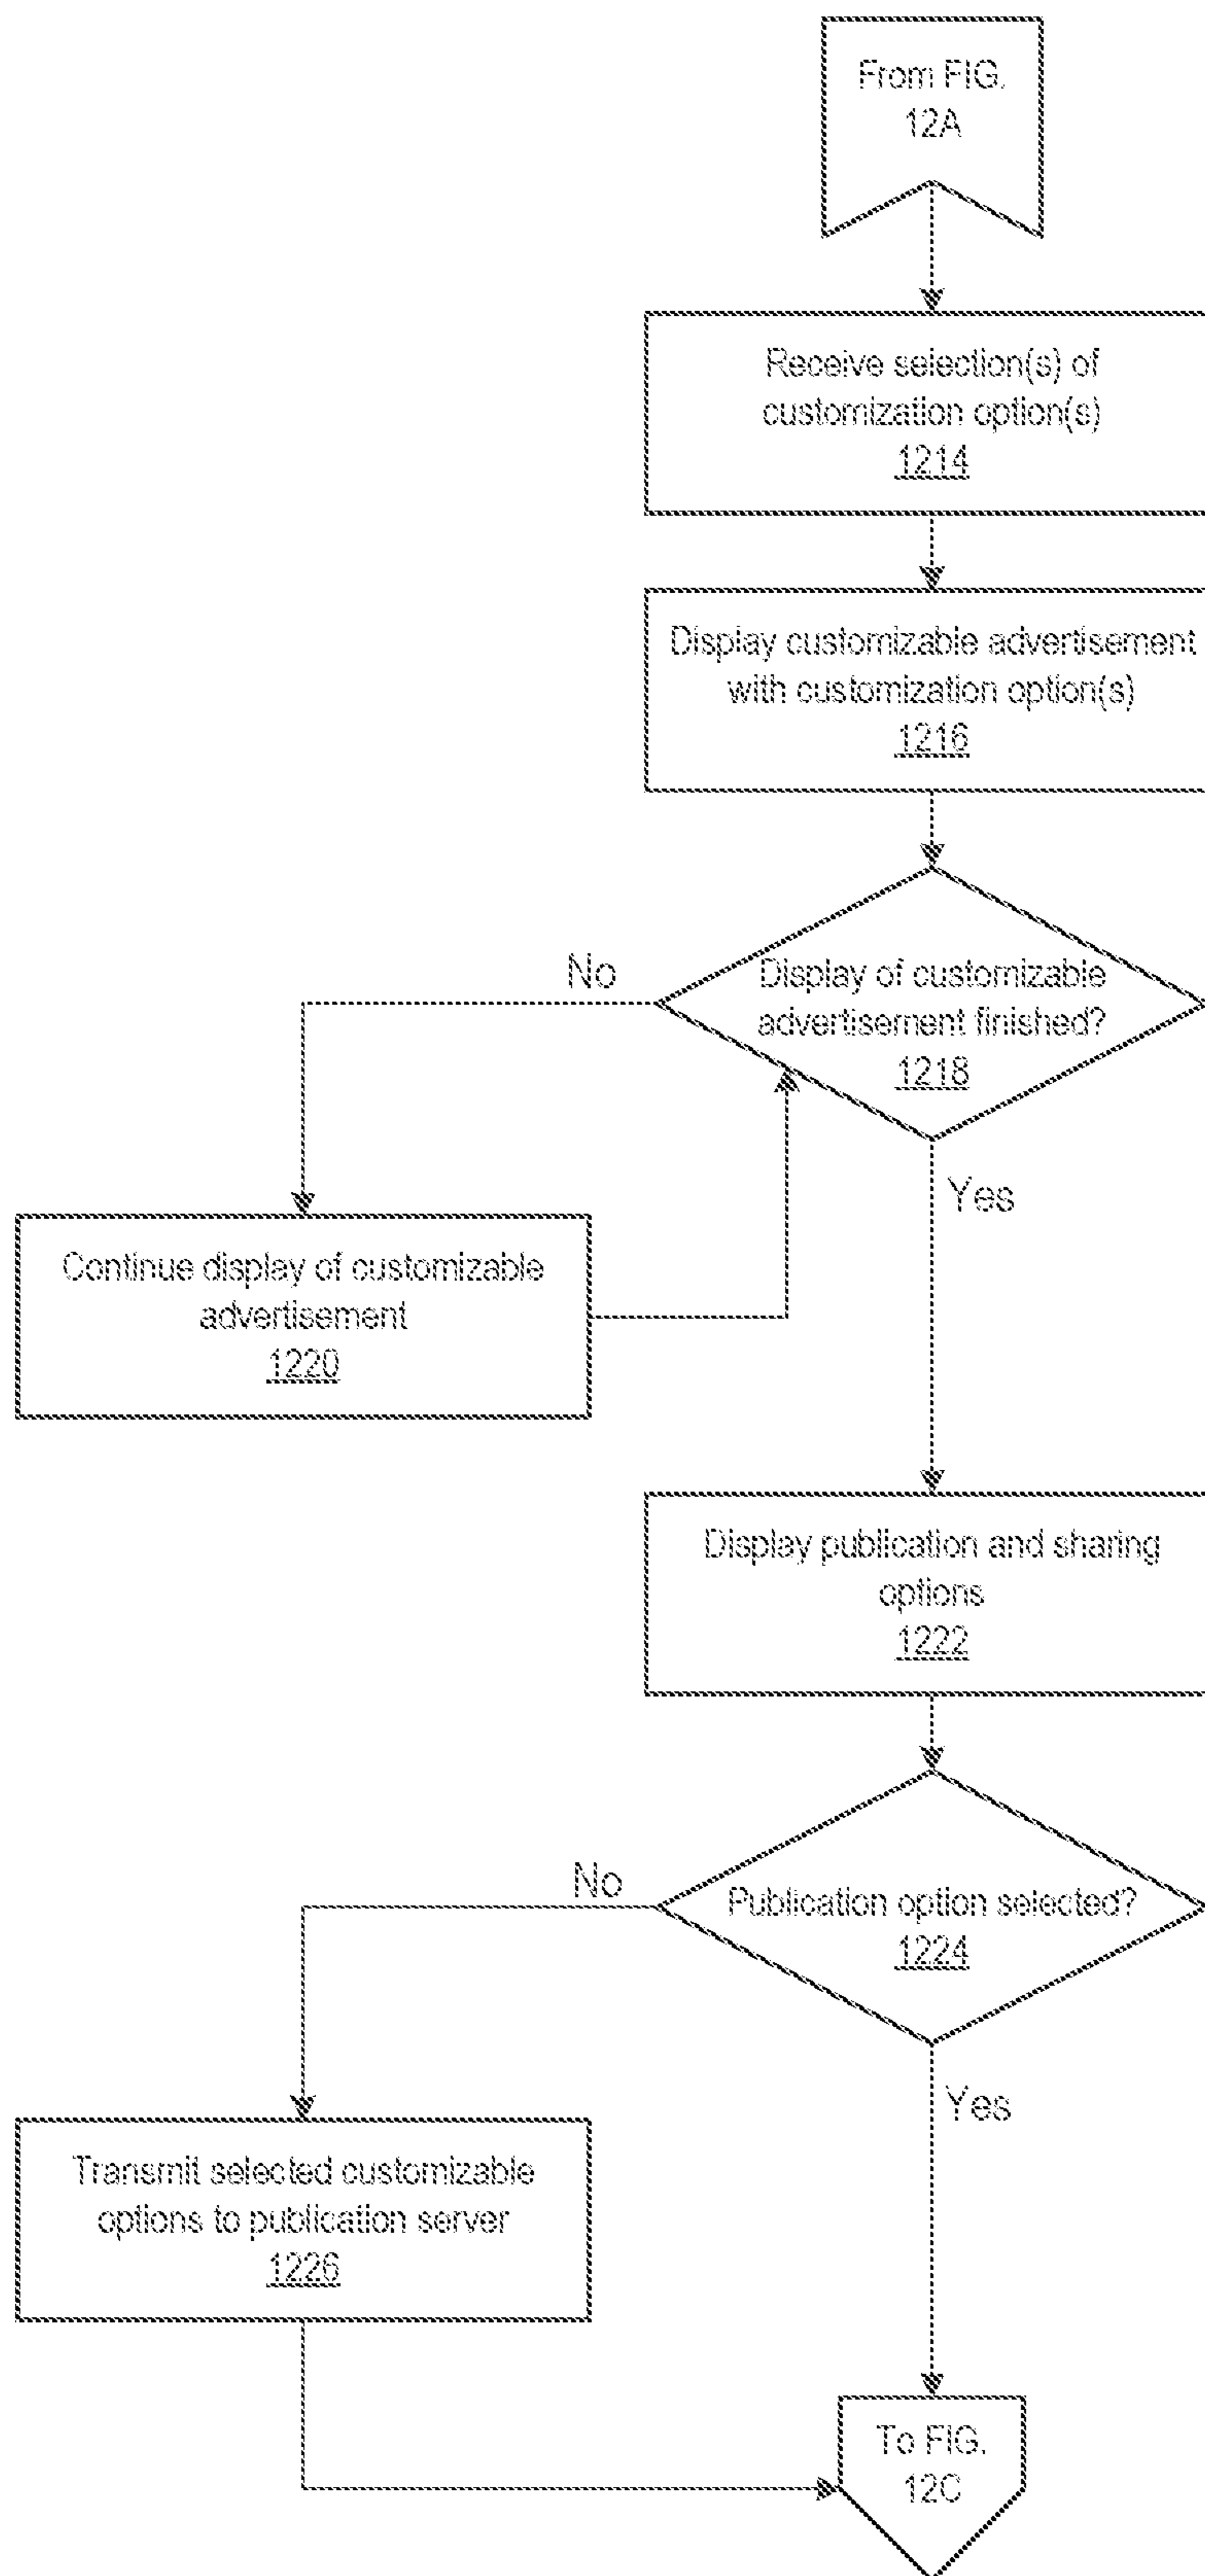 From FIG.
12A
Receive selection(s) of
customization option(s)
1214
Display customizable advertisement
with customization option(s)
1216
Display of customizable
advertisement finished?
1218
No
Yes
Continue display of customizable
advertisement
1220
Display publication and sharing
options
1222
Publication option selected?
1224
No
Yes
Transmit selected customizable
options to publication server
1226
To FIG.
12C